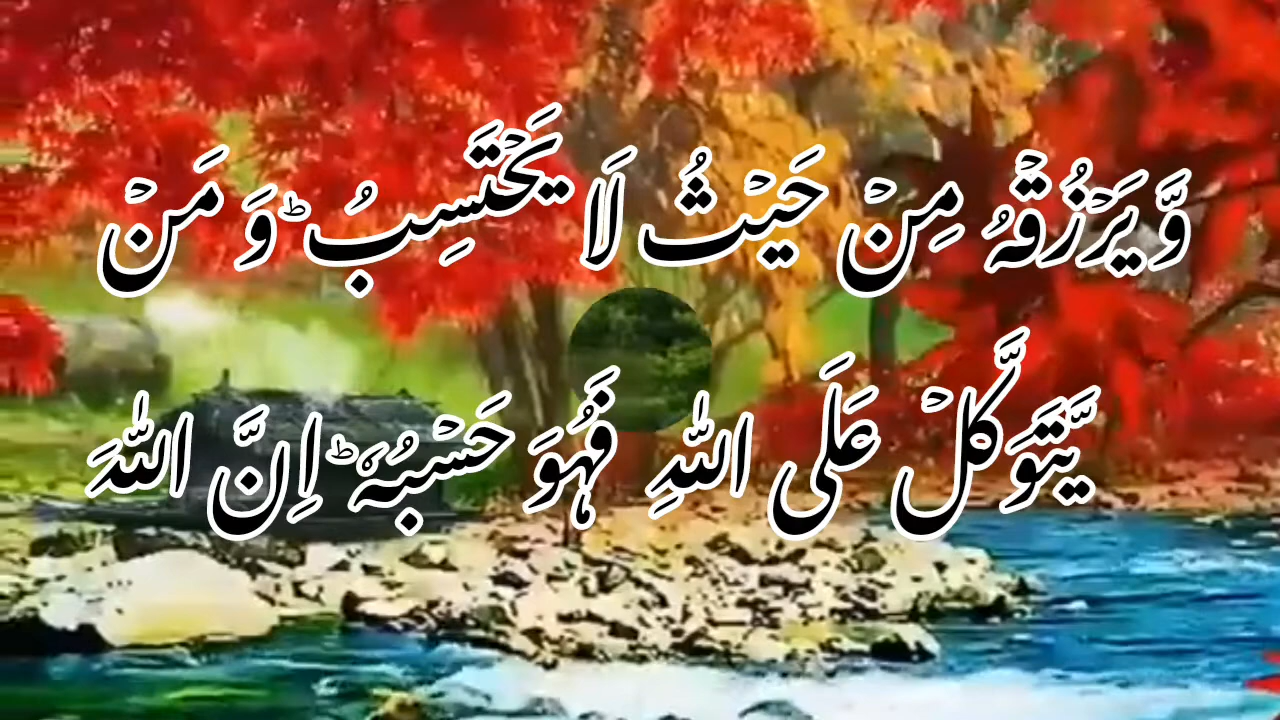 وَّ یَرۡزُقۡہُ مِنۡ حَیۡثُ لَا یَحۡتَسِبُ ؕ وَ مَنۡ
یَّتَوَکَّلۡ عَلَی اللّٰہِ فَہُوَ حَسۡبُہٗ ؕ اِنَّ اللّٰہَ